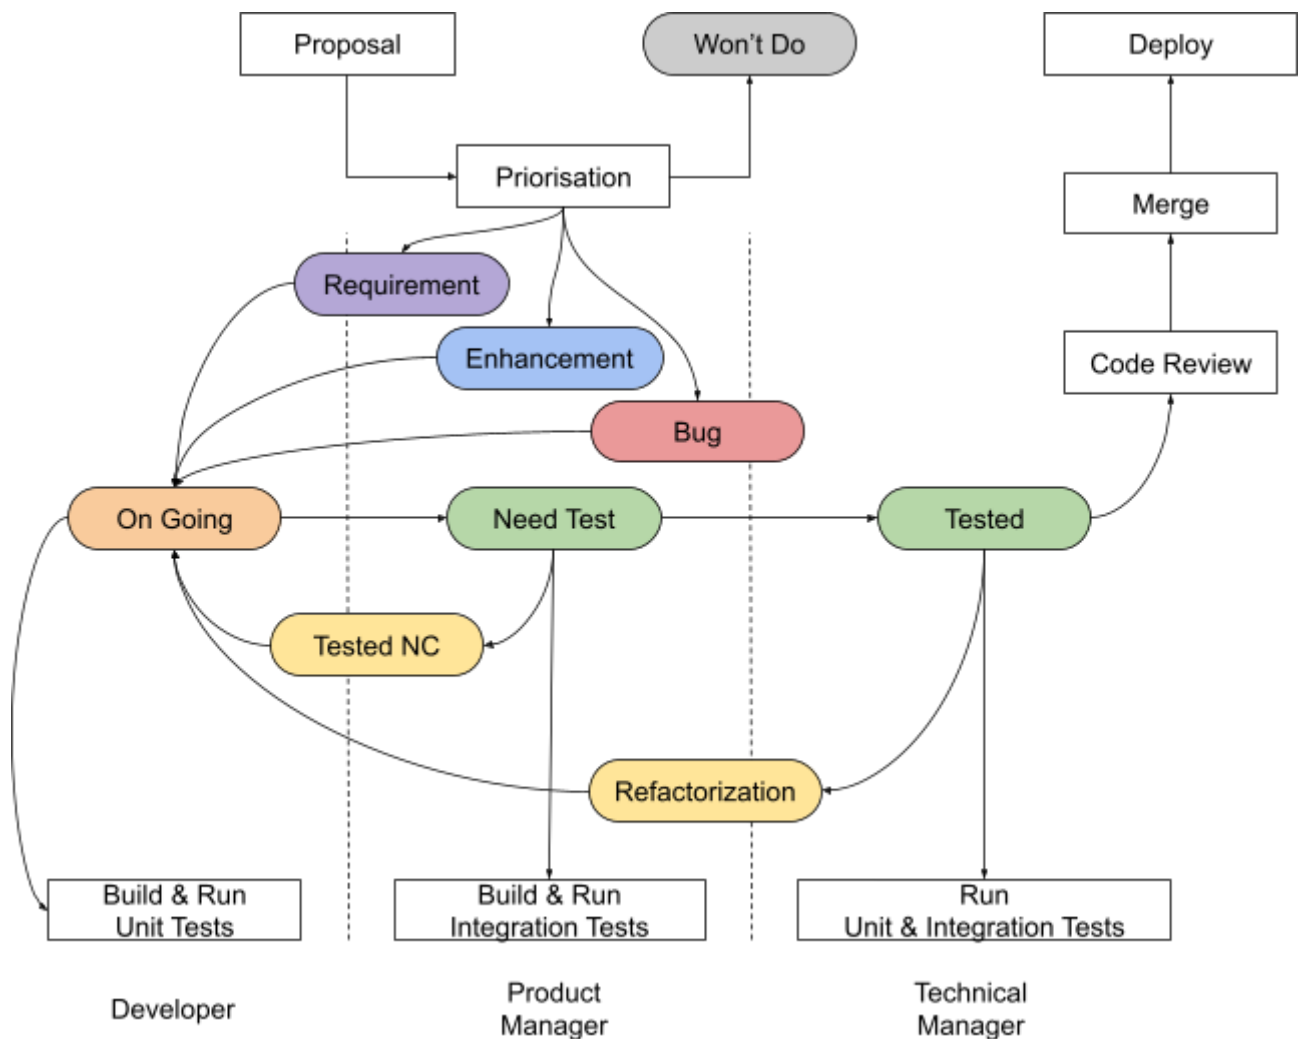 Proposal
Won't Do
Deploy
Priorisation
Merge
Requirement
Enhancement
Code Review
Bug
On Going
Need Test
Tested
Tested NC
Refactorization
Build & Run
Unit Tests
Build & Run
Integration Tests
Run
Unit & Integration Tests
Developer
Product
Manager
Technical
Manager